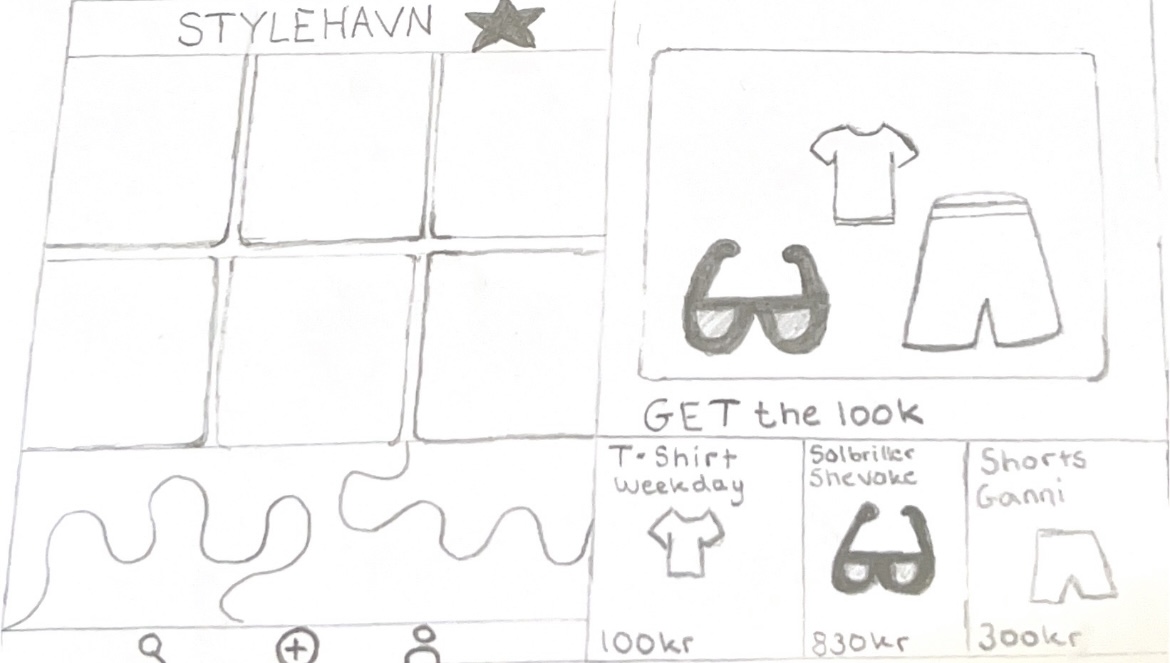 STYLEHAVN
GET the look
T-Shirt
Weekday
Solbriller
Shevoke
Shorts
Ganni
100kr
830kr
300kr